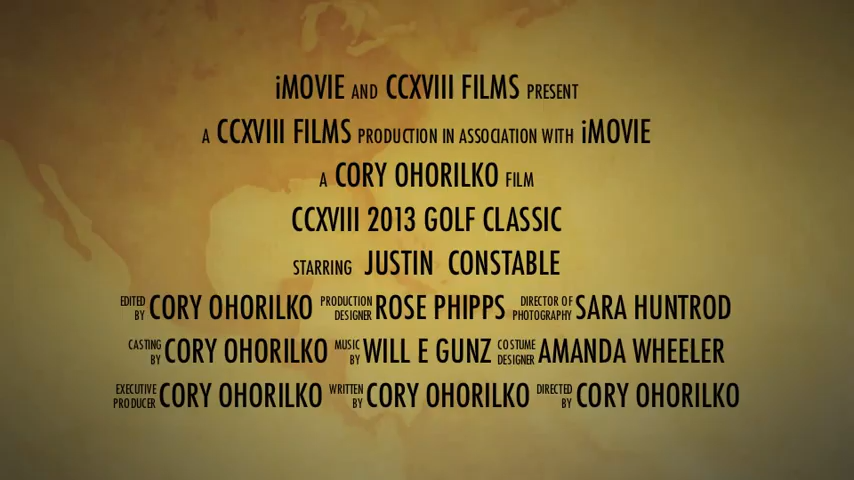 iMOVIE AND CCXVIII FILMS PRESENT
A CCXVIII FILMS PRODUCTION IN ASSOCIATION WITH iMOVIE
A CORY OHORILKO FILM
CCXVIII 2013 GOLF CLASSIC
STARRING JUSTIN CONSTABLE
EDITED BY CORY OHORILKO PRODUCTION DESIGNER ROSE PHIPPS DIRECTOR OF PHOTOGRAPHY SARA HUNTROD
CASTING BY CORY OHORILKO MUSIC BY WILL E GUNZ COSTUME DESIGNER AMANDA WHEELER
EXECUTIVE PRODUCER CORY OHORILKO WRITTEN BY CORY OHORILKO DIRECTED BY CORY OHORILKO